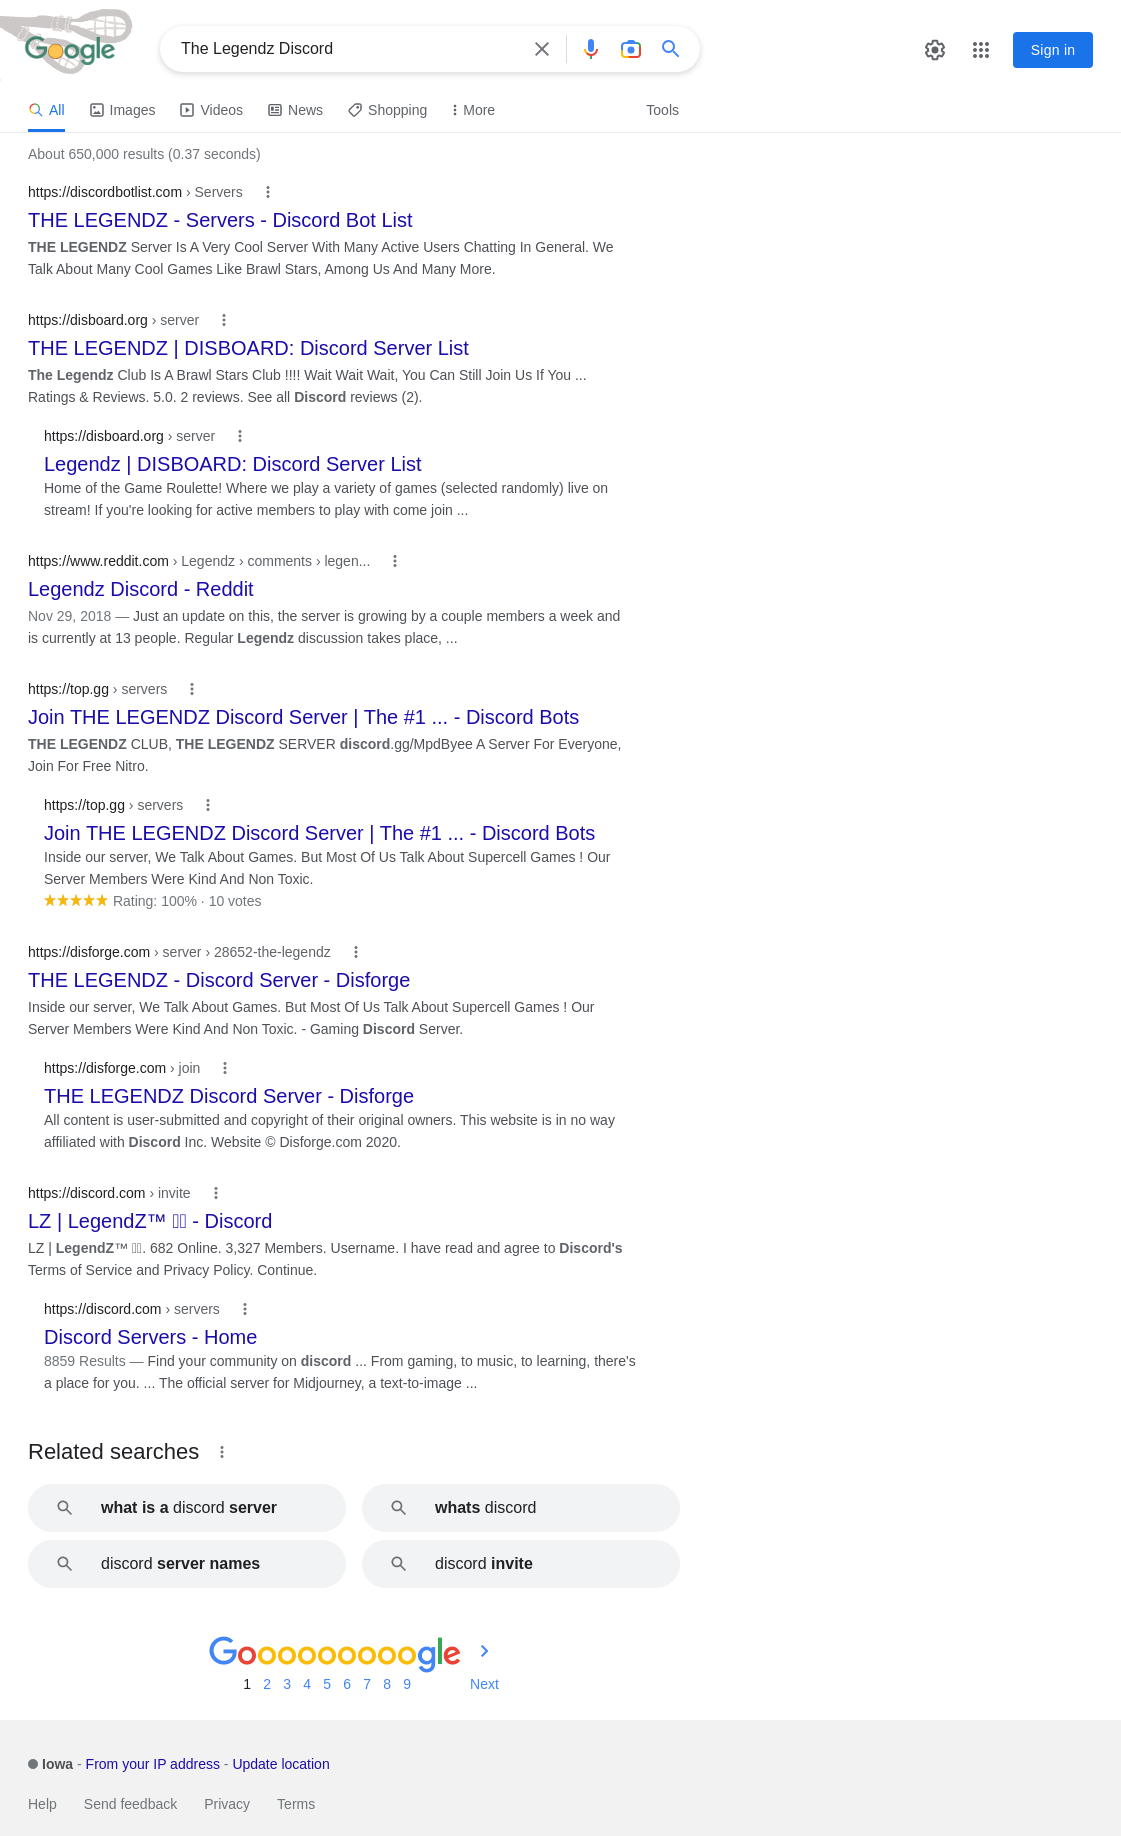 Google
The Legendz Discord
Sign in
All Images Videos News Shopping More Tools
About 650,000 results (0.37 seconds)
https://discordbotlist.com › Servers
THE LEGENDZ - Servers - Discord Bot List
THE LEGENDZ Server Is A Very Cool Server With Many Active Users Chatting In General. We
Talk About Many Cool Games Like Brawl Stars, Among Us And Many More.
https://disboard.org › server
THE LEGENDZ | DISBOARD: Discord Server List
The Legendz Club Is A Brawl Stars Club !!!! Wait Wait Wait, You Can Still Join Us If You ...
Ratings & Reviews. 5.0. 2 reviews. See all Discord reviews (2).
https://disboard.org › server
Legendz | DISBOARD: Discord Server List
Home of the Game Roulette! Where we play a variety of games (selected randomly) live on
stream! If you're looking for active members to play with come join ...
https://www.reddit.com › Legendz › comments › legen...
Legendz Discord - Reddit
Nov 29, 2018 — Just an update on this, the server is growing by a couple members a week and
is currently at 13 people. Regular Legendz discussion takes place, ...
https://top.gg › servers
Join THE LEGENDZ Discord Server | The #1 ... - Discord Bots
THE LEGENDZ CLUB, THE LEGENDZ SERVER discord.gg/MpdByee A Server For Everyone,
Join For Free Nitro.
https://top.gg › servers
Join THE LEGENDZ Discord Server | The #1 ... - Discord Bots
Inside our server, We Talk About Games. But Most Of Us Talk About Supercell Games ! Our
Server Members Were Kind And Non Toxic.
Rating: 100% · 10 votes
https://disforge.com › server › 28652-the-legendz
THE LEGENDZ - Discord Server - Disforge
Inside our server, We Talk About Games. But Most Of Us Talk About Supercell Games ! Our
Server Members Were Kind And Non Toxic. - Gaming Discord Server.
https://disforge.com › join
THE LEGENDZ Discord Server - Disforge
All content is user-submitted and copyright of their original owners. This website is in no way
affiliated with Discord Inc. Website © Disforge.com 2020.
https://discord.com › invite
LZ | LegendZ™ - Discord
LZ | LegendZ™ . 682 Online. 3,327 Members. Username. I have read and agree to Discord's
Terms of Service and Privacy Policy. Continue.
https://discord.com › servers
Discord Servers - Home
8859 Results — Find your community on discord ... From gaming, to music, to learning, there's
a place for you. ... The official server for Midjourney, a text-to-image ...
Related searches
what is a discord server
whats discord
discord server names
discord invite
Gooooooooogle
1 2 3 4 5 6 7 8 9 Next
Iowa - From your IP address - Update location
Help Send feedback Privacy Terms